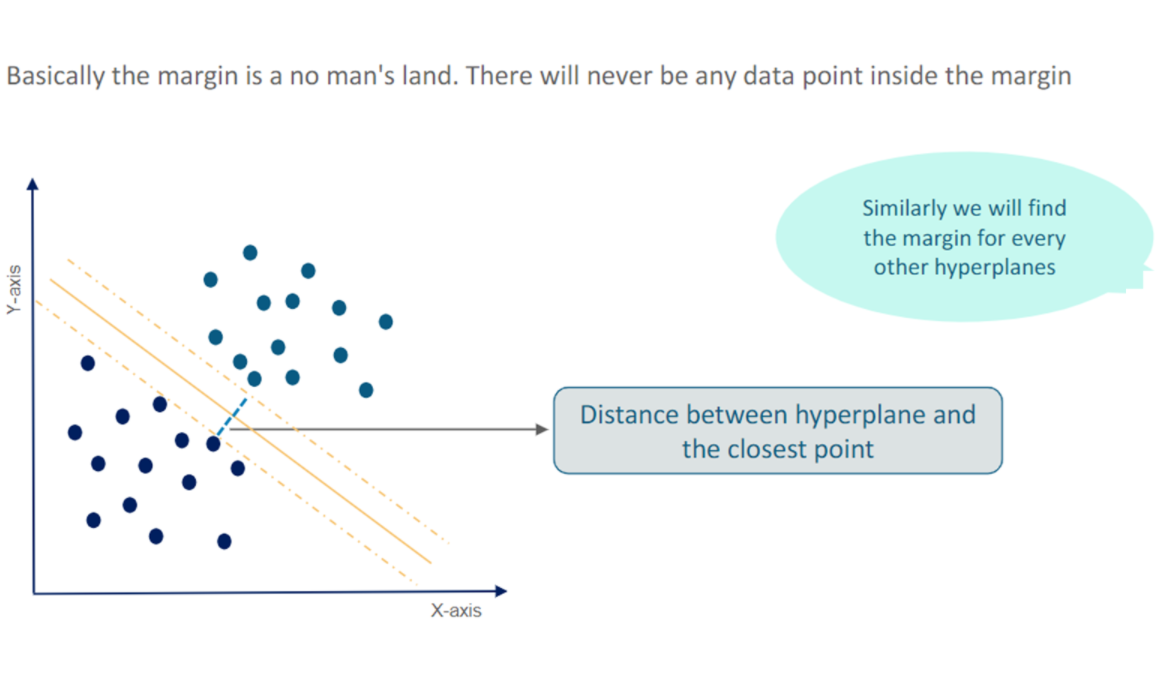 Basically the margin is a no man's land. There will never be any data point inside the margin
Similarly we will find
the margin for every
other hyperplanes
Y-axis
Distance between hyperplane and
the closest point
X-axis